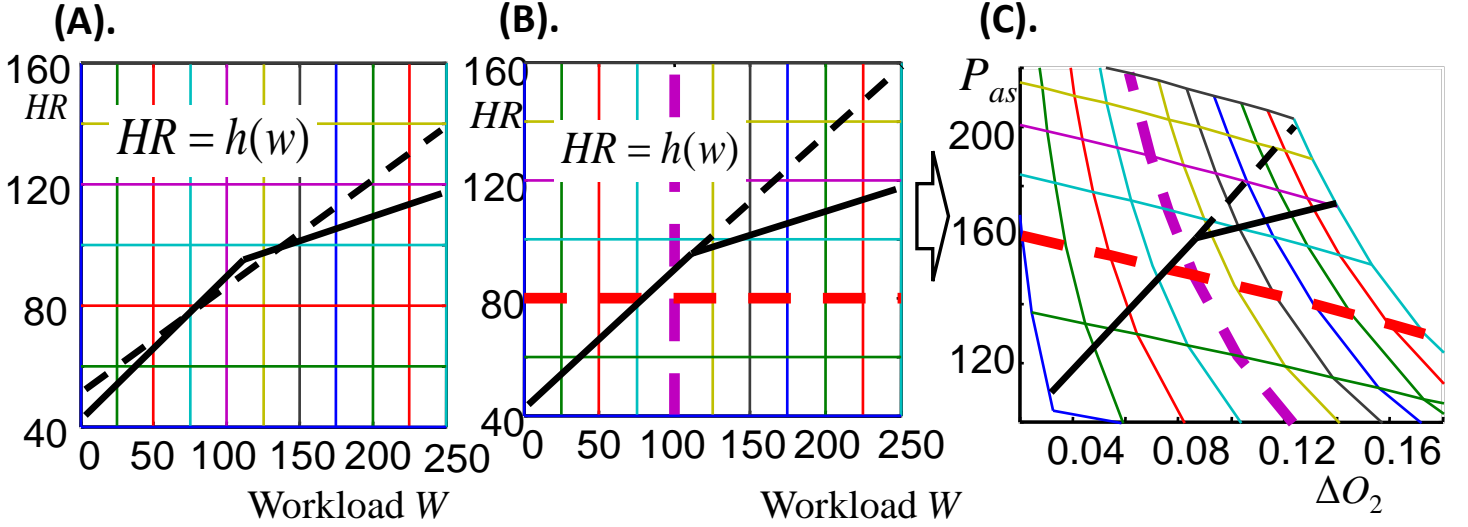 (A).
160
HR
HR = h(w)
120
80
40
0 50 100 150 200 250
Workload W
(B).
160
HR
HR = h(w)
120
80
40
0 50 100 150 200 250
Workload W
(C).
P_as
200
160
120
0.04 0.08 0.12 0.16
ΔO₂